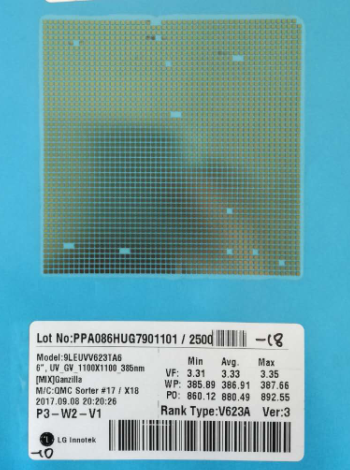 Lot No:PPA086HUG7901101 / 2500 -18
Model:9LEUVV623TA6
6", UV_GV_1100X1100_385nm
[MIX]Ganzilla
M/C:QMC Sorter #17 / X18
2017.09.08 20:20:26
P3-W2-V1
Min Avg. Max
VF: 3.31 3.33 3.35
WP: 385.89 386.91 387.66
PO: 860.12 880.49 892.55
Rank Type:V623A Ver:3
LG Innotek